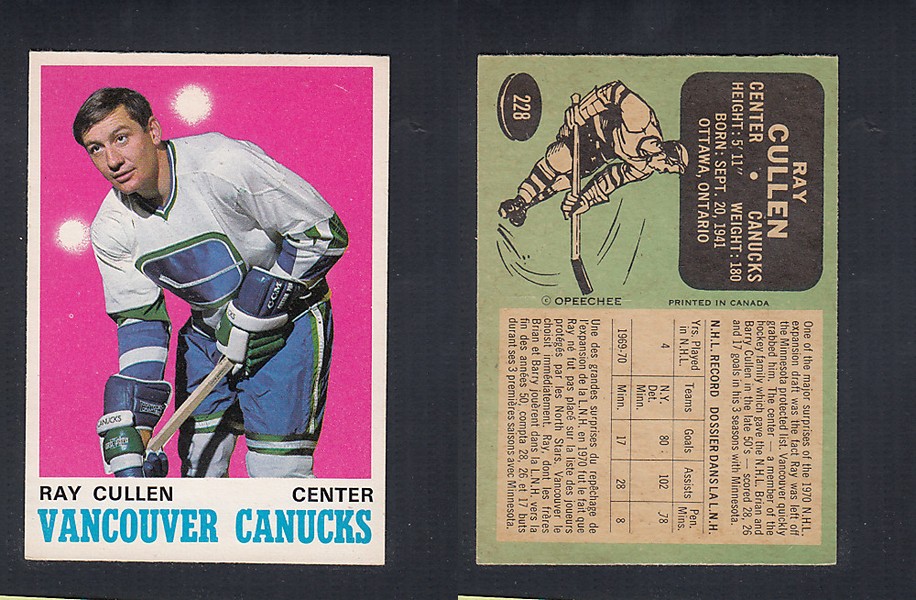 CCM
CANUCKS
RAY CULLEN CENTER
VANCOUVER CANUCKS
228
RAY
CULLEN
CENTER • CANUCKS
HEIGHT: 5' 11" WEIGHT: 180
BORN: SEPT. 20, 1941
OTTAWA, ONTARIO
© OPEECHEE PRINTED IN CANADA
One of the major surprises of the 1970 N.H.L.
expansion draft was the fact Ray was left off
the Minnesota protected list. Vancouver quickly
grabbed him. The center — a member of the
hockey family which gave the N.H.L. Brian and
Barry Cullen in the late 50's — scored 28, 26
and 17 goals in his 3 seasons with Minnesota.
N.H.L. RECORD DOSSIER DANS LA L.N.H.
Yrs. Played in N.H.L. Teams Goals Assists Pen. Mins.
4 N.Y. Det. Minn. 80 102 78
1969-70 Minn. 17 28 8
Une des grandes surprises du repêchage de
l'expansion de la L.N.H. en 1970 fut le fait que
Ray ne fut pas placé sur la liste des joueurs
protégés par les North Stars. Vancouver le
choisit immédiatement. Ray, dont les frères
Brian et Barry jouèrent dans la L.N.H. vers la
fin des années 50, compta 28, 26 et 17 buts
durant ses 3 premières saisons avec Minnesota.